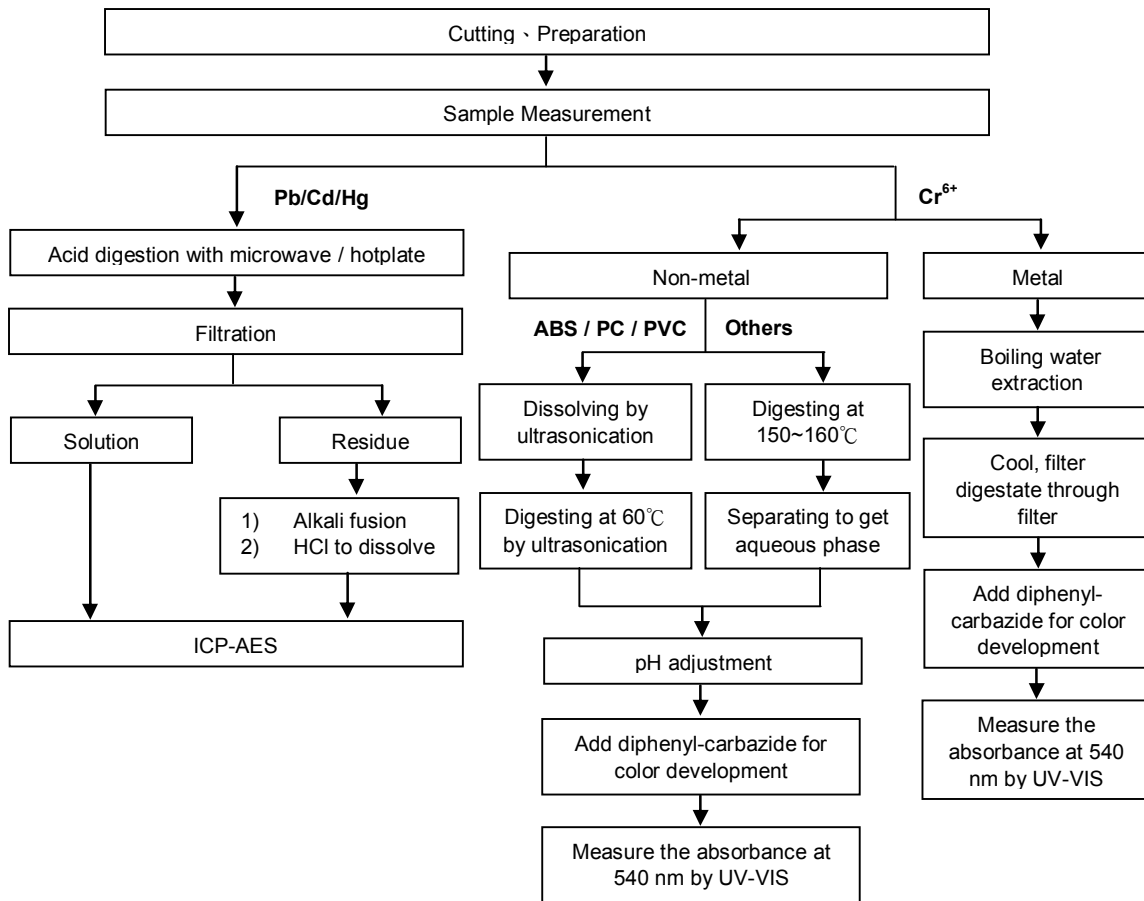 Cutting、Preparation
Sample Measurement
Pb/Cd/Hg
Acid digestion with microwave / hotplate
Filtration
Solution
Residue
1) Alkali fusion
2) HCl to dissolve
ICP-AES
Cr⁶⁺
Non-metal
ABS / PC / PVC
Others
Dissolving by
ultrasonication
Digesting at 60℃
by ultrasonication
Digesting at
150~160℃
Separating to get
aqueous phase
pH adjustment
Add diphenyl-carbazide for
color development
Measure the absorbance at
540 nm by UV-VIS
Metal
Boiling water
extraction
Cool, filter
digestate through
filter
Add diphenyl-
carbazide for color
development
Measure the
absorbance at 540
nm by UV-VIS